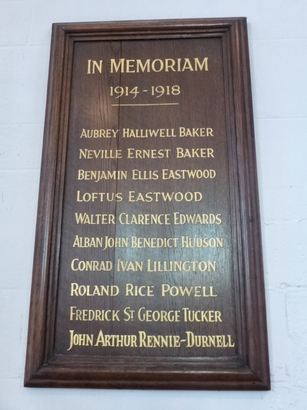 IN MEMORIAM
1914-1918
AUBREY HALLIWELL BAKER
NEVILLE ERNEST BAKER
BENJAMIN ELLIS EASTWOOD
LOFTUS EASTWOOD
WALTER CLARENCE EDWARDS
ALBAN JOHN BENEDICT HUDSON
CONRAD IVAN LILLINGTON
ROLAND RICE POWELL
FREDRICK ST GEORGE TUCKER
JOHN ARTHUR RENNIE-DURNELL